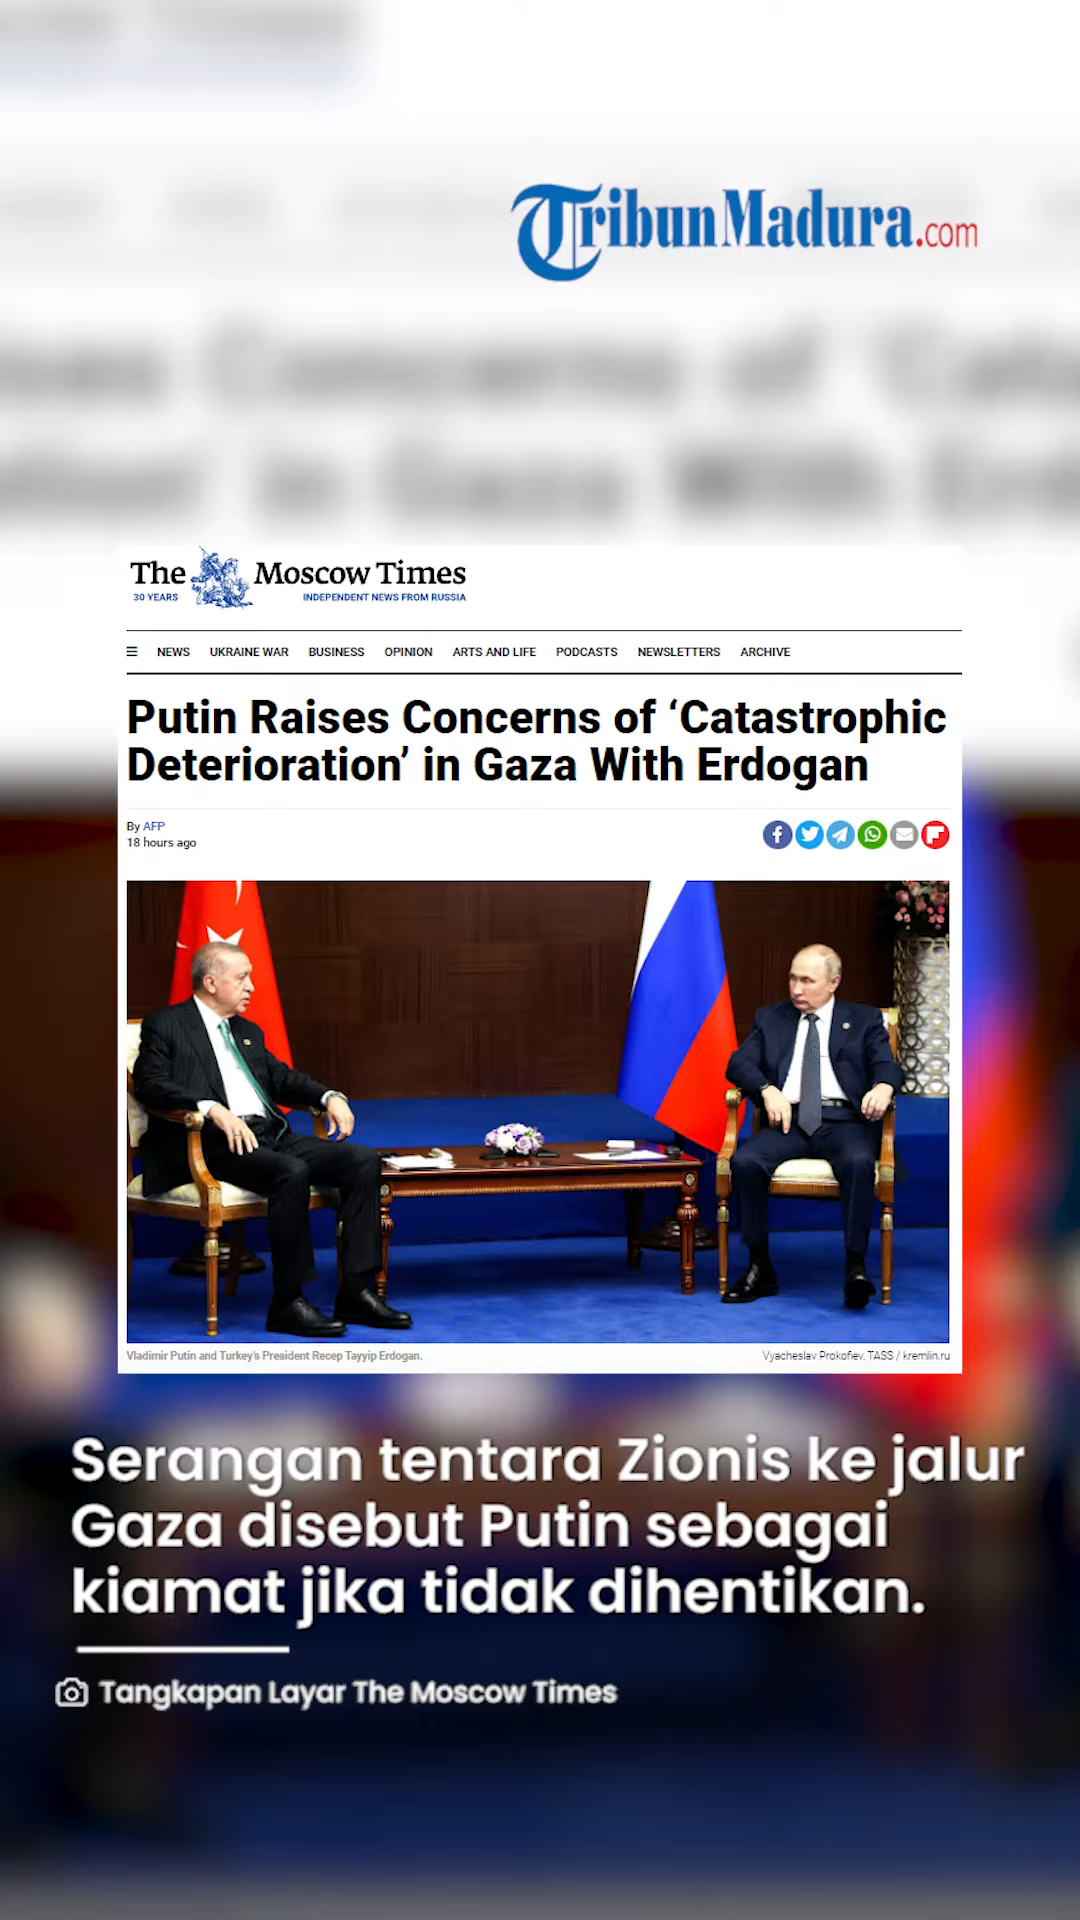 TribunMadura.com
The Moscow Times
30 YEARS INDEPENDENT NEWS FROM RUSSIA
☰ NEWS UKRAINE WAR BUSINESS OPINION ARTS AND LIFE PODCASTS NEWSLETTERS ARCHIVE
Putin Raises Concerns of ‘Catastrophic
Deterioration’ in Gaza With Erdogan
By AFP
18 hours ago
Vladimir Putin and Turkey's President Recep Tayyip Erdogan. Vyacheslav Prokofiev, TASS / kremlin.ru
Serangan tentara Zionis ke jalur
Gaza disebut Putin sebagai
kiamat jika tidak dihentikan.
Tangkapan Layar The Moscow Times